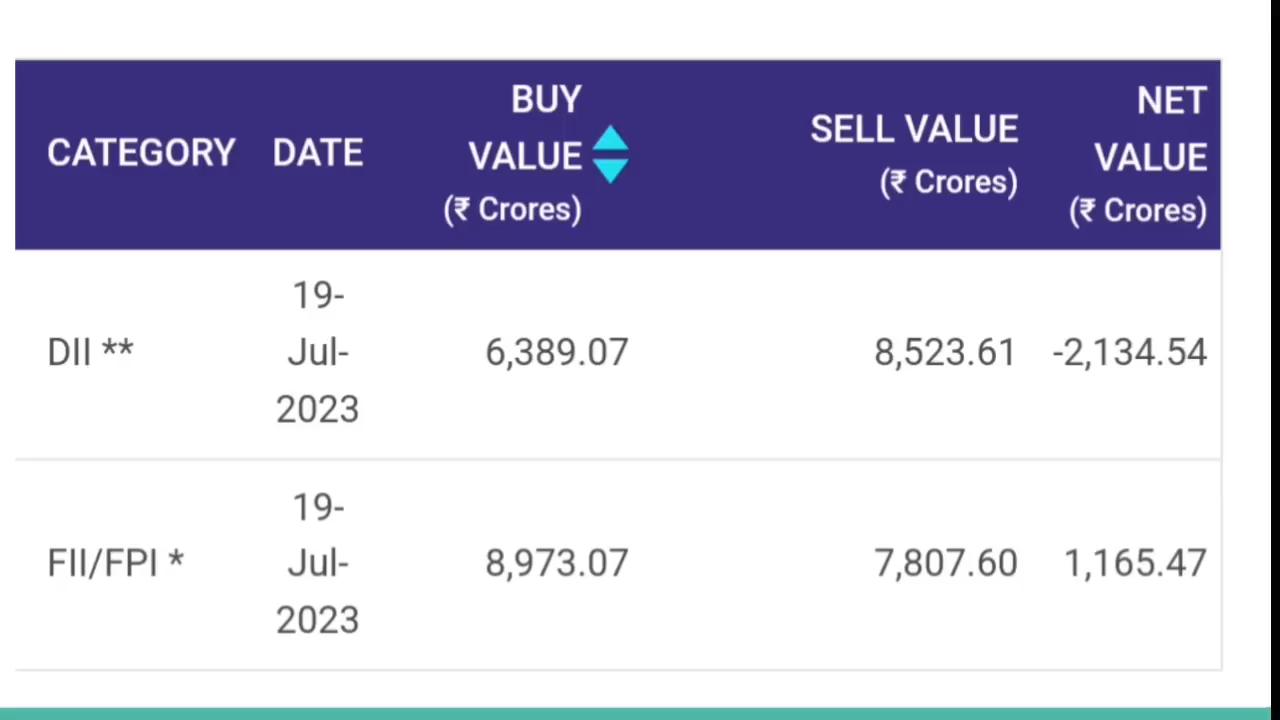 CATEGORY DATE BUY VALUE (₹ Crores) SELL VALUE (₹ Crores) NET VALUE (₹ Crores)
DII ** 19-Jul-2023 6,389.07 8,523.61 -2,134.54
FII/FPI * 19-Jul-2023 8,973.07 7,807.60 1,165.47